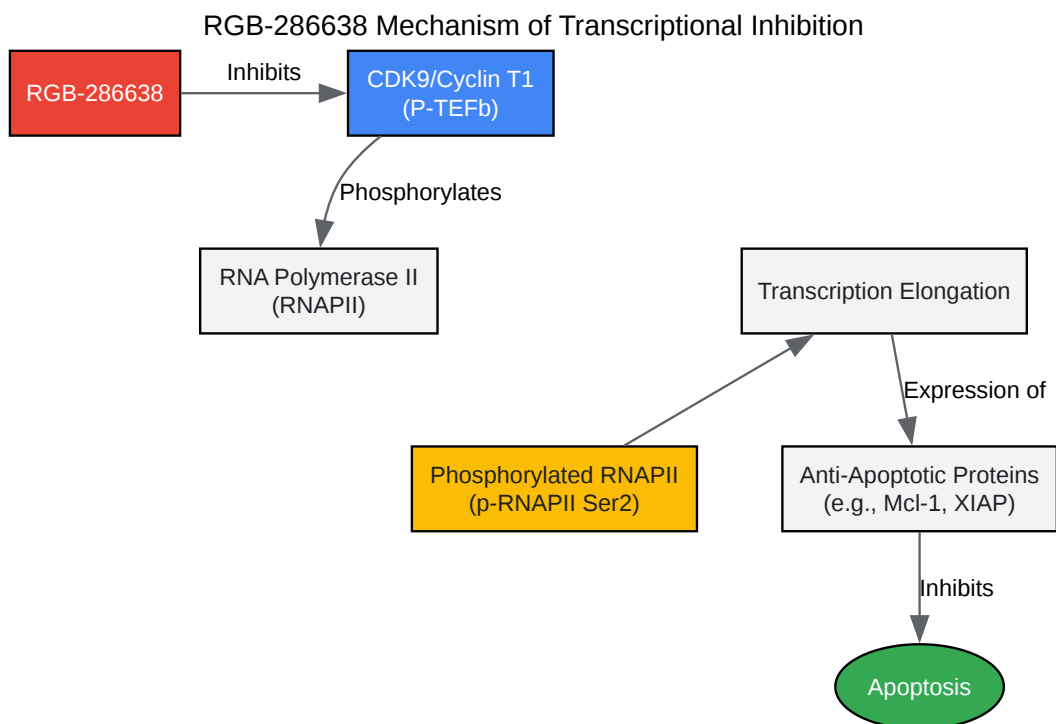 RGB-286638 Mechanism of Transcriptional Inhibition
RGB-286638
Inhibits
CDK9/Cyclin T1
(P-TEFb)
Phosphorylates
RNA Polymerase II
(RNAPII)
Transcription Elongation
Expression of
Phosphorylated RNAPII
(p-RNAPII Ser2)
Anti-Apoptotic Proteins
(e.g., Mcl-1, XIAP)
Inhibits
Apoptosis